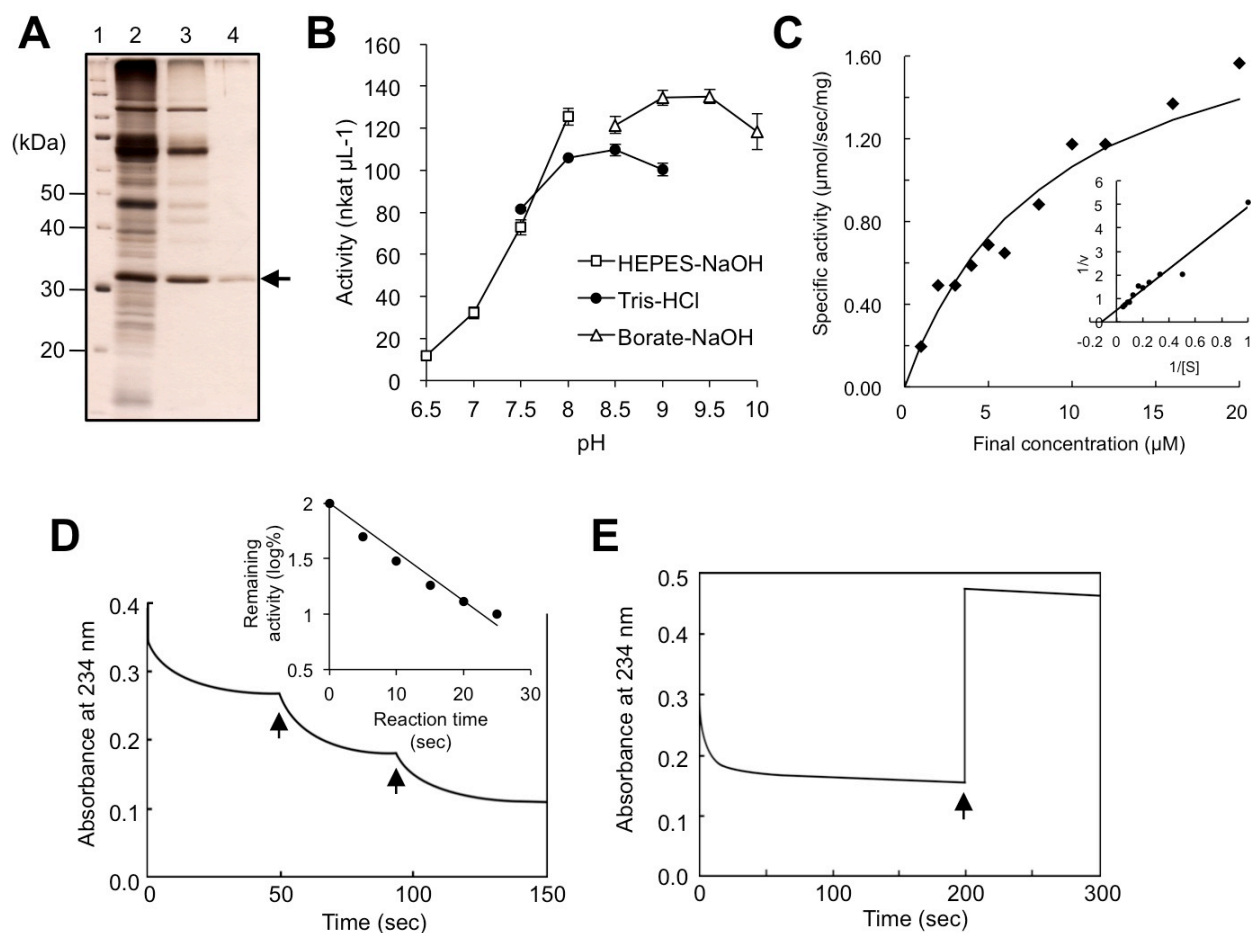 A
1 2 3 4
(kDa)
50
40
30
20
B
160
140
120
100
80
60
40
20
0
Activity (nkat µL-1)
6.5 7 7.5 8 8.5 9 9.5 10
pH
HEPES-NaOH
Tris-HCl
Borate-NaOH
C
1.60
1.20
0.80
0.40
0.00
Specific activity (µmol/sec/mg)
0 5 10 15 20
Final concentration (µM)
6
5
4
3
2
1
0
1/v
-0.2 0 0.2 0.4 0.6 0.8 1
1/[S]
D
0.4
0.3
0.2
0.1
0.0
Absorbance at 234 nm
0 50 100 150
Time (sec)
2
1.5
1
0.5
Remaining
activity (log%)
0 10 20 30
Reaction time
(sec)
E
0.5
0.4
0.3
0.2
0.1
0.0
Absorbance at 234 nm
0 100 200 300
Time (sec)